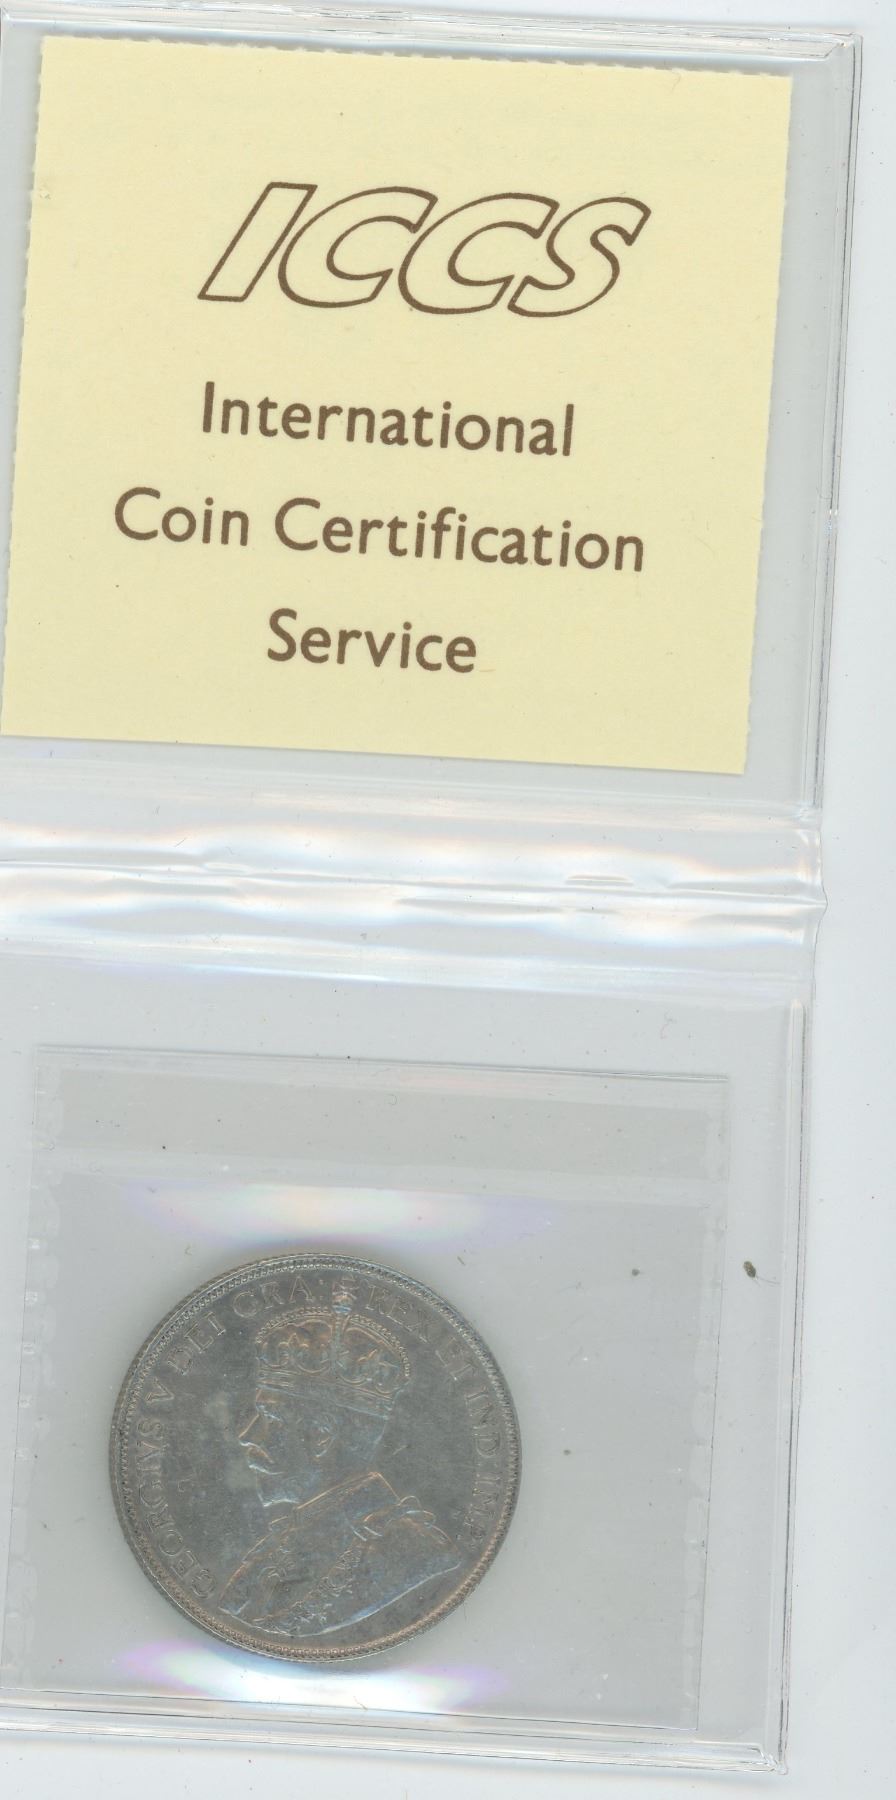 ICCS
International
Coin Certification
Service
GEORGIVS V DEI GRA: REX ET IND:IMP: